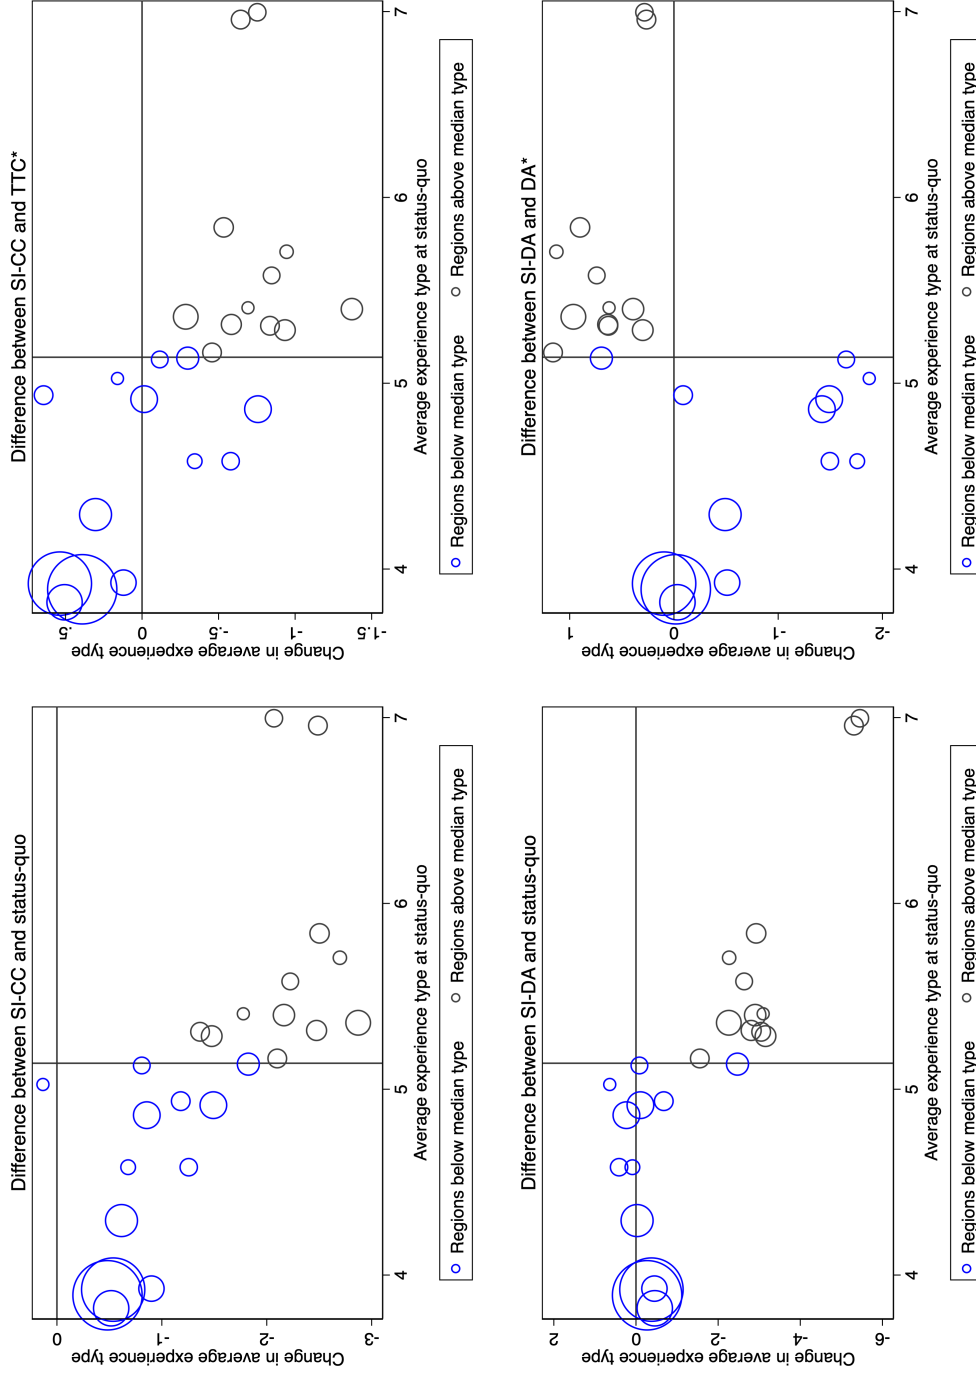 Difference between SI-CC and status-quo
Change in average experience type
0
-1
-2
-3
4
5
6
7
Average experience type at status-quo
Regions below median type
Regions above median type
Difference between SI-CC and TTC*
Change in average experience type
.5
0
-.5
-1
-1.5
4
5
6
7
Average experience type at status-quo
Regions below median type
Regions above median type
Difference between SI-DA and status-quo
Change in average experience type
2
0
-2
-4
-6
4
5
6
7
Average experience type at status-quo
Regions below median type
Regions above median type
Difference between SI-DA and DA*
Change in average experience type
1
0
-1
-2
4
5
6
7
Average experience type at status-quo
Regions below median type
Regions above median type